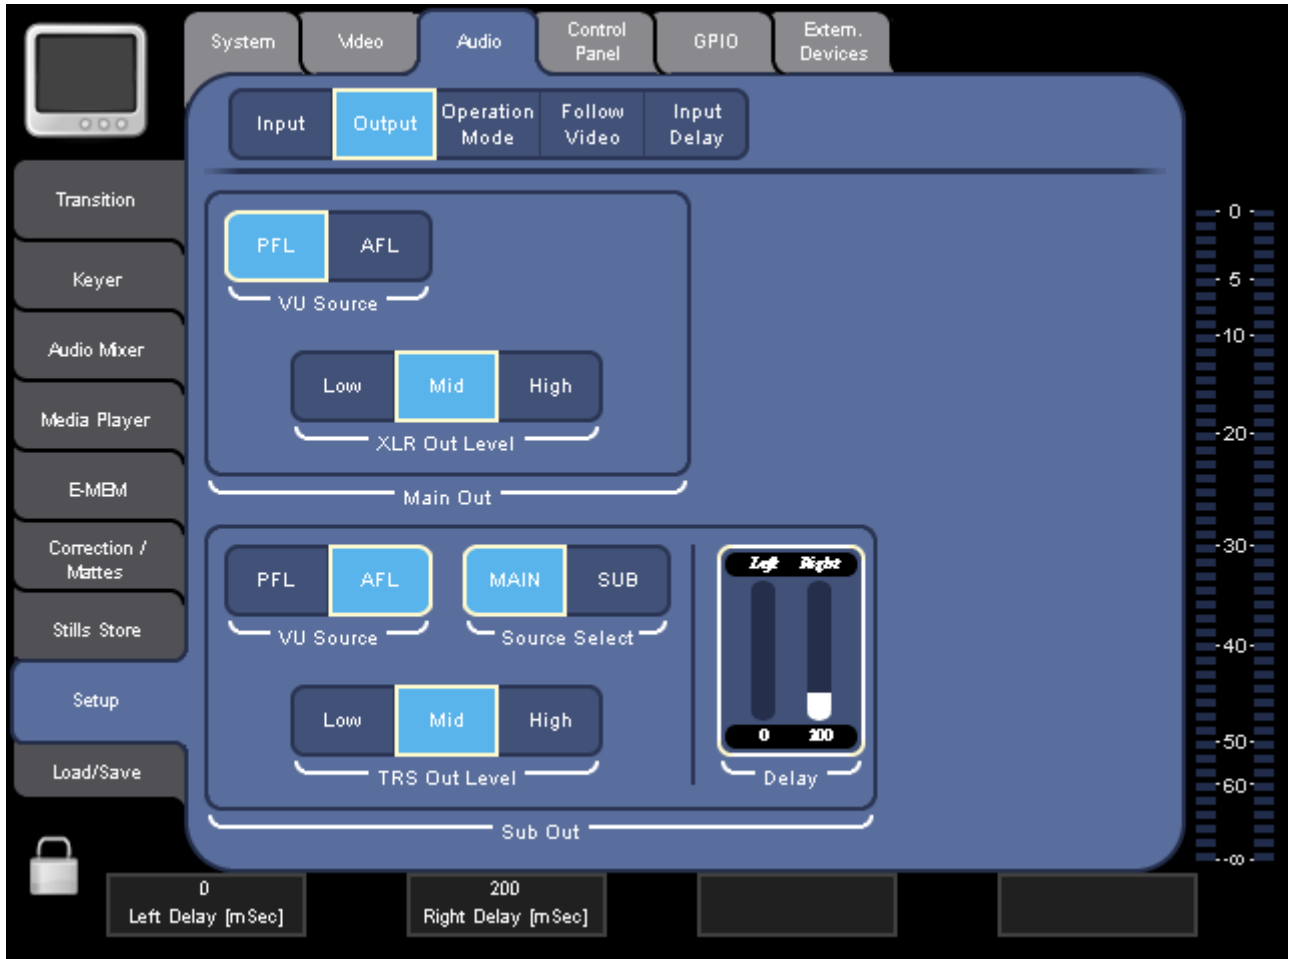 System
Video
Audio
Control
Panel
GPIO
Extern.
Devices
Input
Output
Operation
Mode
Follow
Video
Input
Delay
Transition
Keyer
Audio Mixer
Media Player
E-MEM
Correction /
Mattes
Stills Store
Setup
Load/Save
PFL
AFL
VU Source
Low
Mid
High
XLR Out Level
Main Out
PFL
AFL
VU Source
MAIN
SUB
Source Select
Low
Mid
High
TRS Out Level
Left Right
0 200
Delay
Sub Out
- 0 -
- 5 -
-10-
-20-
-30-
-40-
-50-
-60-
--∞-
0
Left Delay [mSec]
200
Right Delay [mSec]